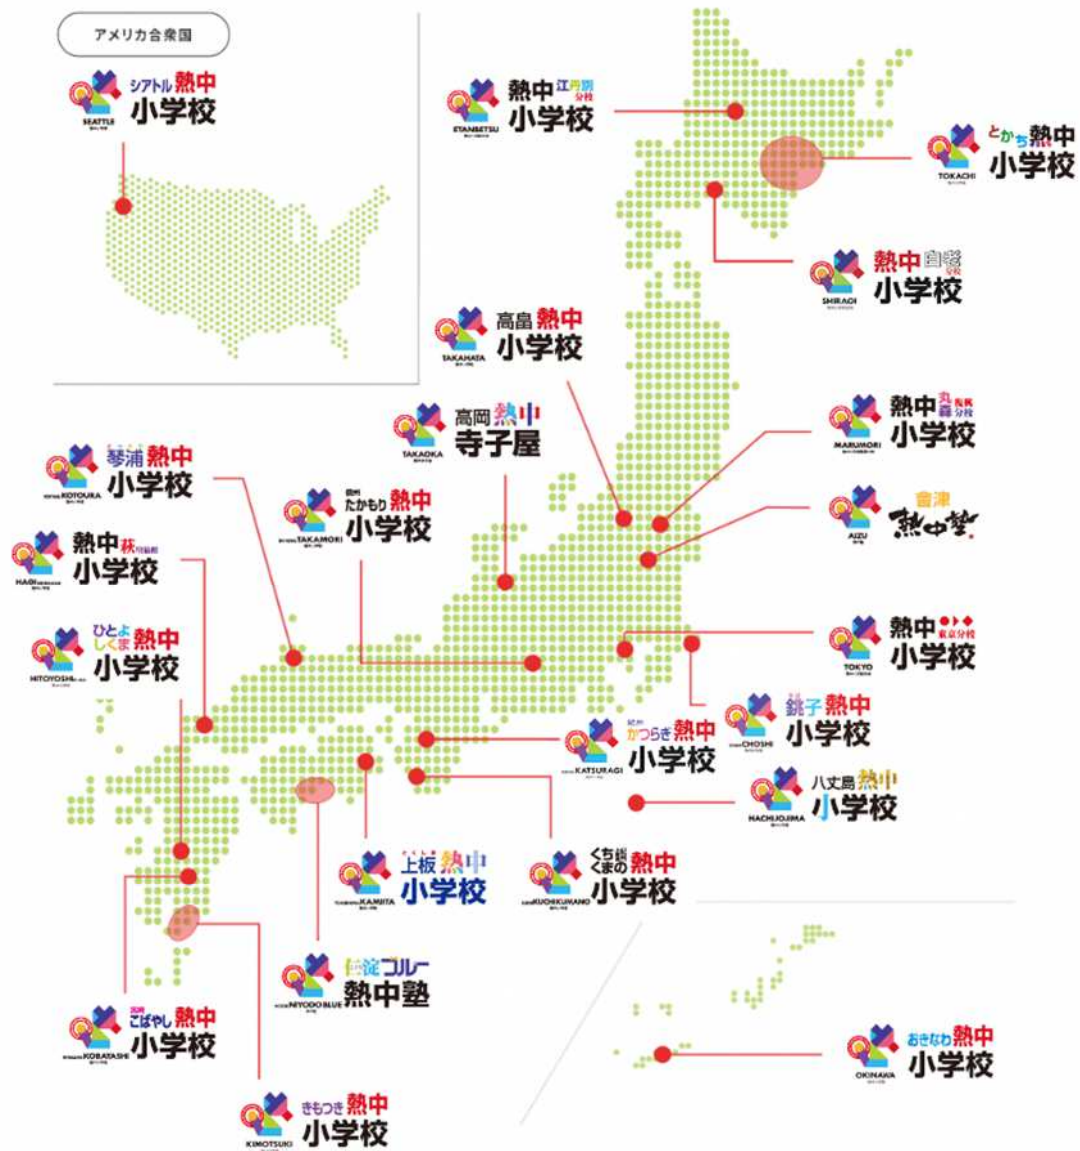 アメリカ合衆国
シアトル熱中
小学校
SEATTLE
熱中江丹別
分校
小学校
ETANBETSU
とかち熱中
小学校
TOKACHI
熱中白老
分校
小学校
SHIRAOI
高畠熱中
小学校
TAKAHATA
高岡熱中
寺子屋
TAKAOKA
熱中丸森復興分校
小学校
MARUMORI
琴浦熱中
小学校
KOTOURA
信州
たかもり熱中
小学校
TAKAMORI
會津
熱中塾
AIZU
熱中萩
小学校
HAGI
ひとよしくま熱中
小学校
HITOYOSHI
熱中東京分校
小学校
TOKYO
銚子熱中
小学校
CHOSHI
紀州
かつらぎ熱中
小学校
KATSURAGI
八丈島熱中
小学校
HACHIJOJIMA
とくしま
上板熱中
小学校
KAMIITA
くちくまの熱中
小学校
KUCHIKUMANO
仁淀ブルー
熱中塾
NIYODO BLUE
宮崎
こばやし熱中
小学校
KOBAYASHI
おきなわ熱中
小学校
OKINAWA
きもつき熱中
小学校
KIMOTSUKI